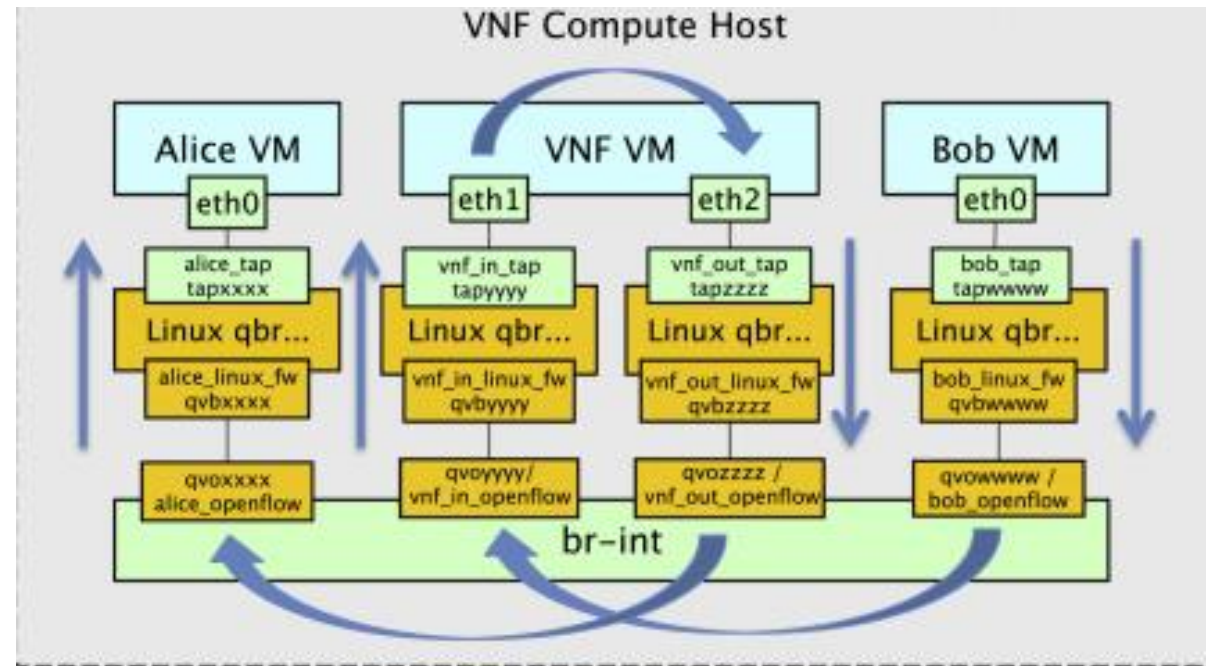 VNF Compute Host
Alice VM
VNF VM
Bob VM
eth0
eth1
eth2
eth0
alice_tap
tapxxxx
vnf_in_tap
tapyyyy
vnf_out_tap
tapzzzz
bob_tap
tapwwww
Linux qbr...
Linux qbr...
Linux qbr...
Linux qbr...
alice_linux_fw
qvbxxxx
vnf_in_linux_fw
qvbyyyy
vnf_out_linux_fw
qvbzzzz
bob_linux_fw
qvbwwww
qvoxxxx
alice_openflow
qvoyyyy/
vnf_in_openflow
qvozzzz /
vnf_out_openflow
qvowwww /
bob_openflow
br-int